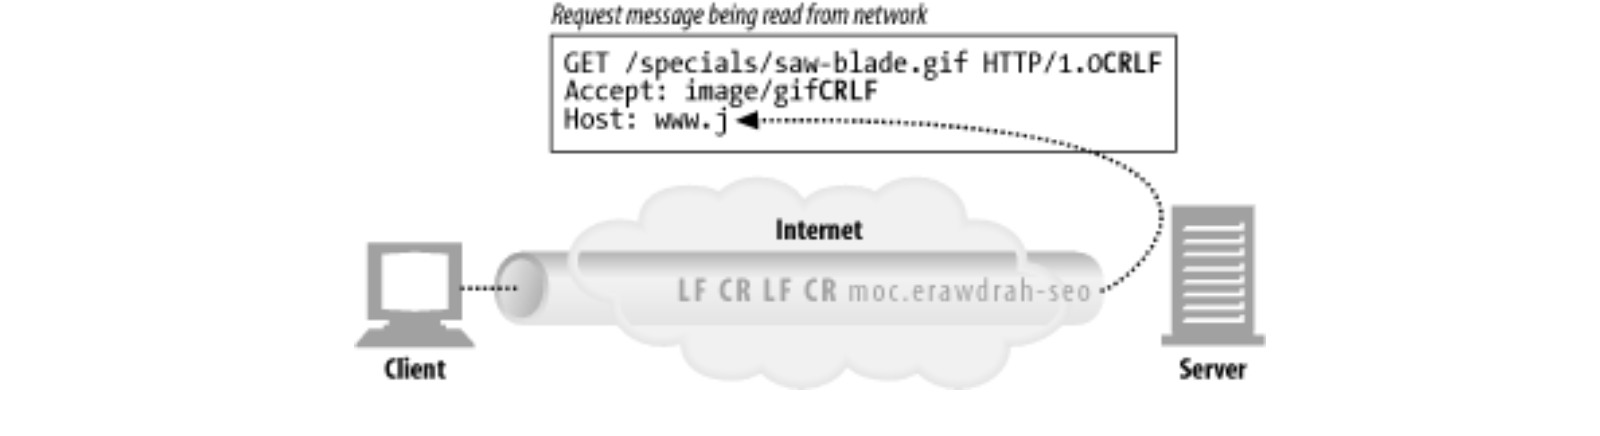 Request message being read from network
GET /specials/saw-blade.gif HTTP/1.0CRLF
Accept: image/gifCRLF
Host: www.j
Internet
LF CR LF CR moc.erawdrah-seo
Client
Server